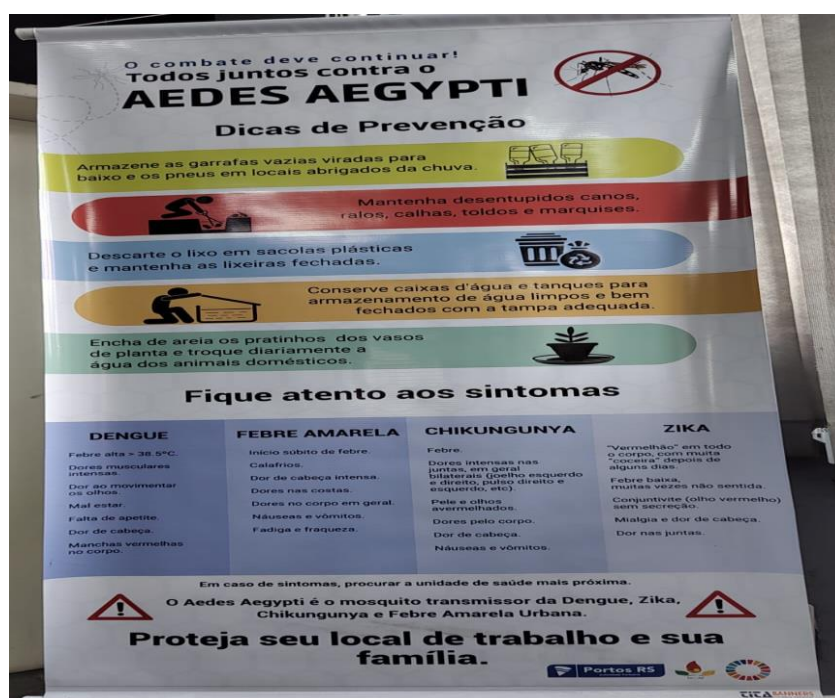 O combate deve continuar!
Todos juntos contra o
AEDES AEGYPTI
Dicas de Prevenção
Armazene as garrafas vazias viradas para
baixo e os pneus em locais abrigados da chuva.
Mantenha desentupidos canos,
ralos, calhas, toldos e marquises.
Descarte o lixo em sacolas plásticas
e mantenha as lixeiras fechadas.
Conserve caixas d'água e tanques para
armazenamento de água limpos e bem
fechados com a tampa adequada.
Encha de areia os pratinhos dos vasos
de planta e troque diariamente a
água dos animais domésticos.
Fique atento aos sintomas
DENGUE
Febre alta > 38.5°C.
Dores musculares
intensas.
Dor ao movimentar
os olhos.
Mal estar.
Falta de apetite.
Dor de cabeça.
Manchas vermelhas
no corpo.
FEBRE AMARELA
Início súbito de febre.
Calafrios.
Dor de cabeça intensa.
Dores nas costas.
Dores no corpo em geral.
Náuseas e vômitos.
Fadiga e fraqueza.
CHIKUNGUNYA
Febre.
Dores intensas nas
juntas, em geral
bilaterais (joelho esquerdo
e direito, pulso direito e
esquerdo, etc).
Pele e olhos
avermelhados.
Dores pelo corpo.
Dor de cabeça.
Náuseas e vômitos.
ZIKA
"Vermelhão" em todo
o corpo, com muita
"coceira" depois de
alguns dias.
Febre baixa,
muitas vezes não sentida.
Conjuntivite (olho vermelho)
sem secreção.
Mialgia e dor de cabeça.
Dor nas juntas.
Em caso de sintomas, procurar a unidade de saúde mais próxima.
O Aedes Aegypti é o mosquito transmissor da Dengue, Zika,
Chikungunya e Febre Amarela Urbana.
Proteja seu local de trabalho e sua
família.
Portos RS
BANNERS